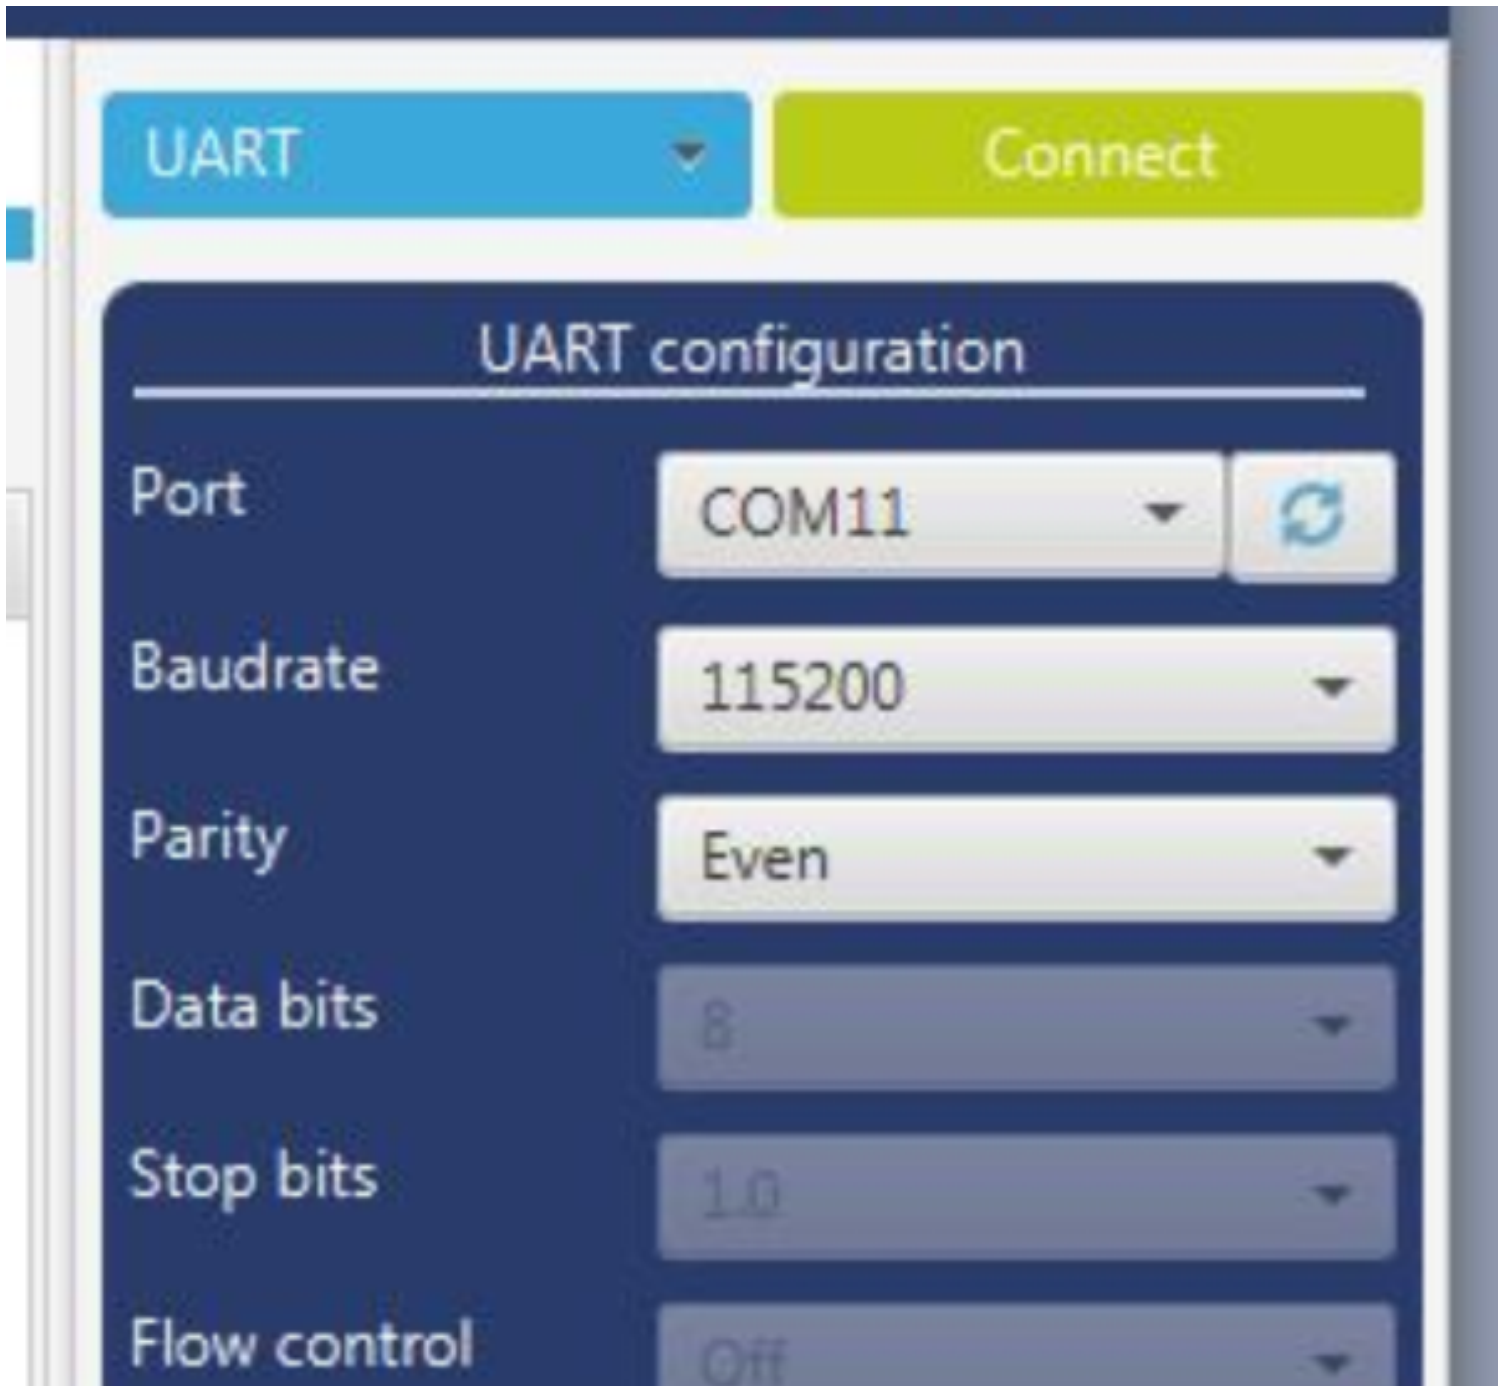 UART
Connect
UART configuration
Port
COM11
Baudrate
115200
Parity
Even
Data bits
8
Stop bits
1.0
Flow control
Off